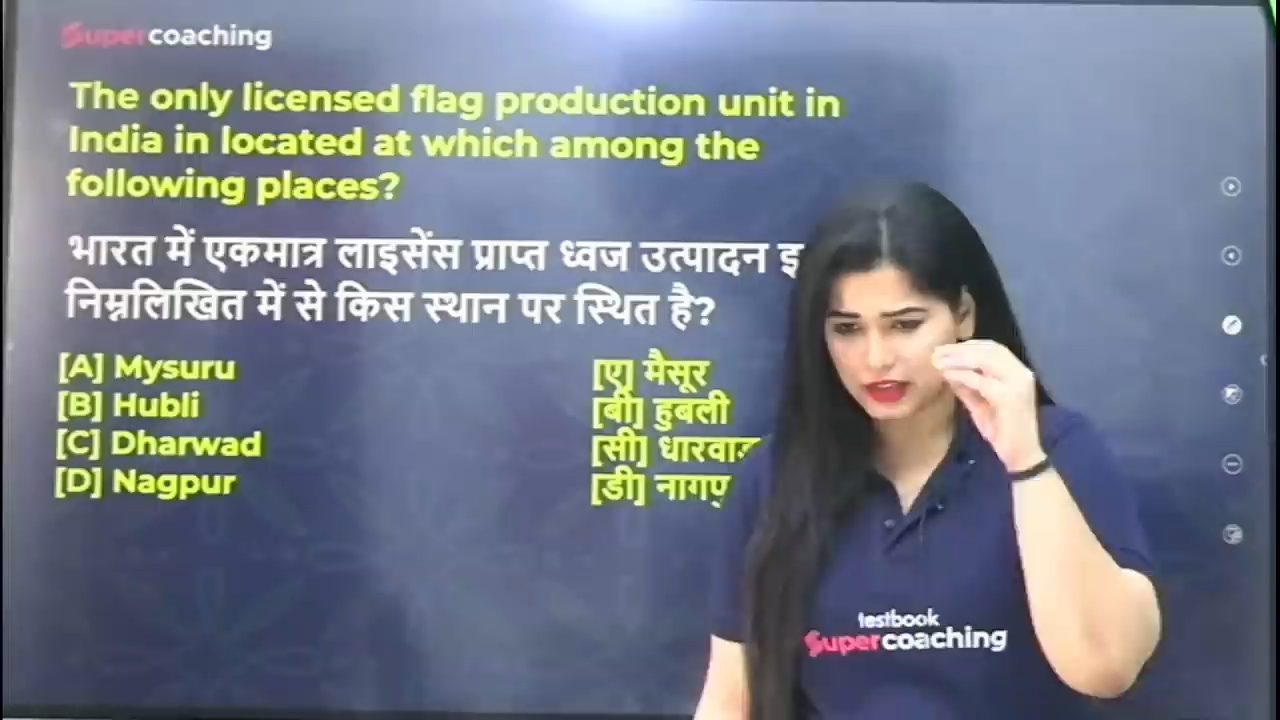 Supercoaching
The only licensed flag production unit in
India in located at which among the
following places?
भारत में एकमात्र लाइसेंस प्राप्त ध्वज उत्पादन
निम्नलिखित में से किस स्थान पर स्थित है?
[A] Mysuru
[B] Hubli
[C] Dharwad
[D] Nagpur
[ए] मैसूर
[बी] हुबली
[सी]
[डी]
testbook
Supercoaching